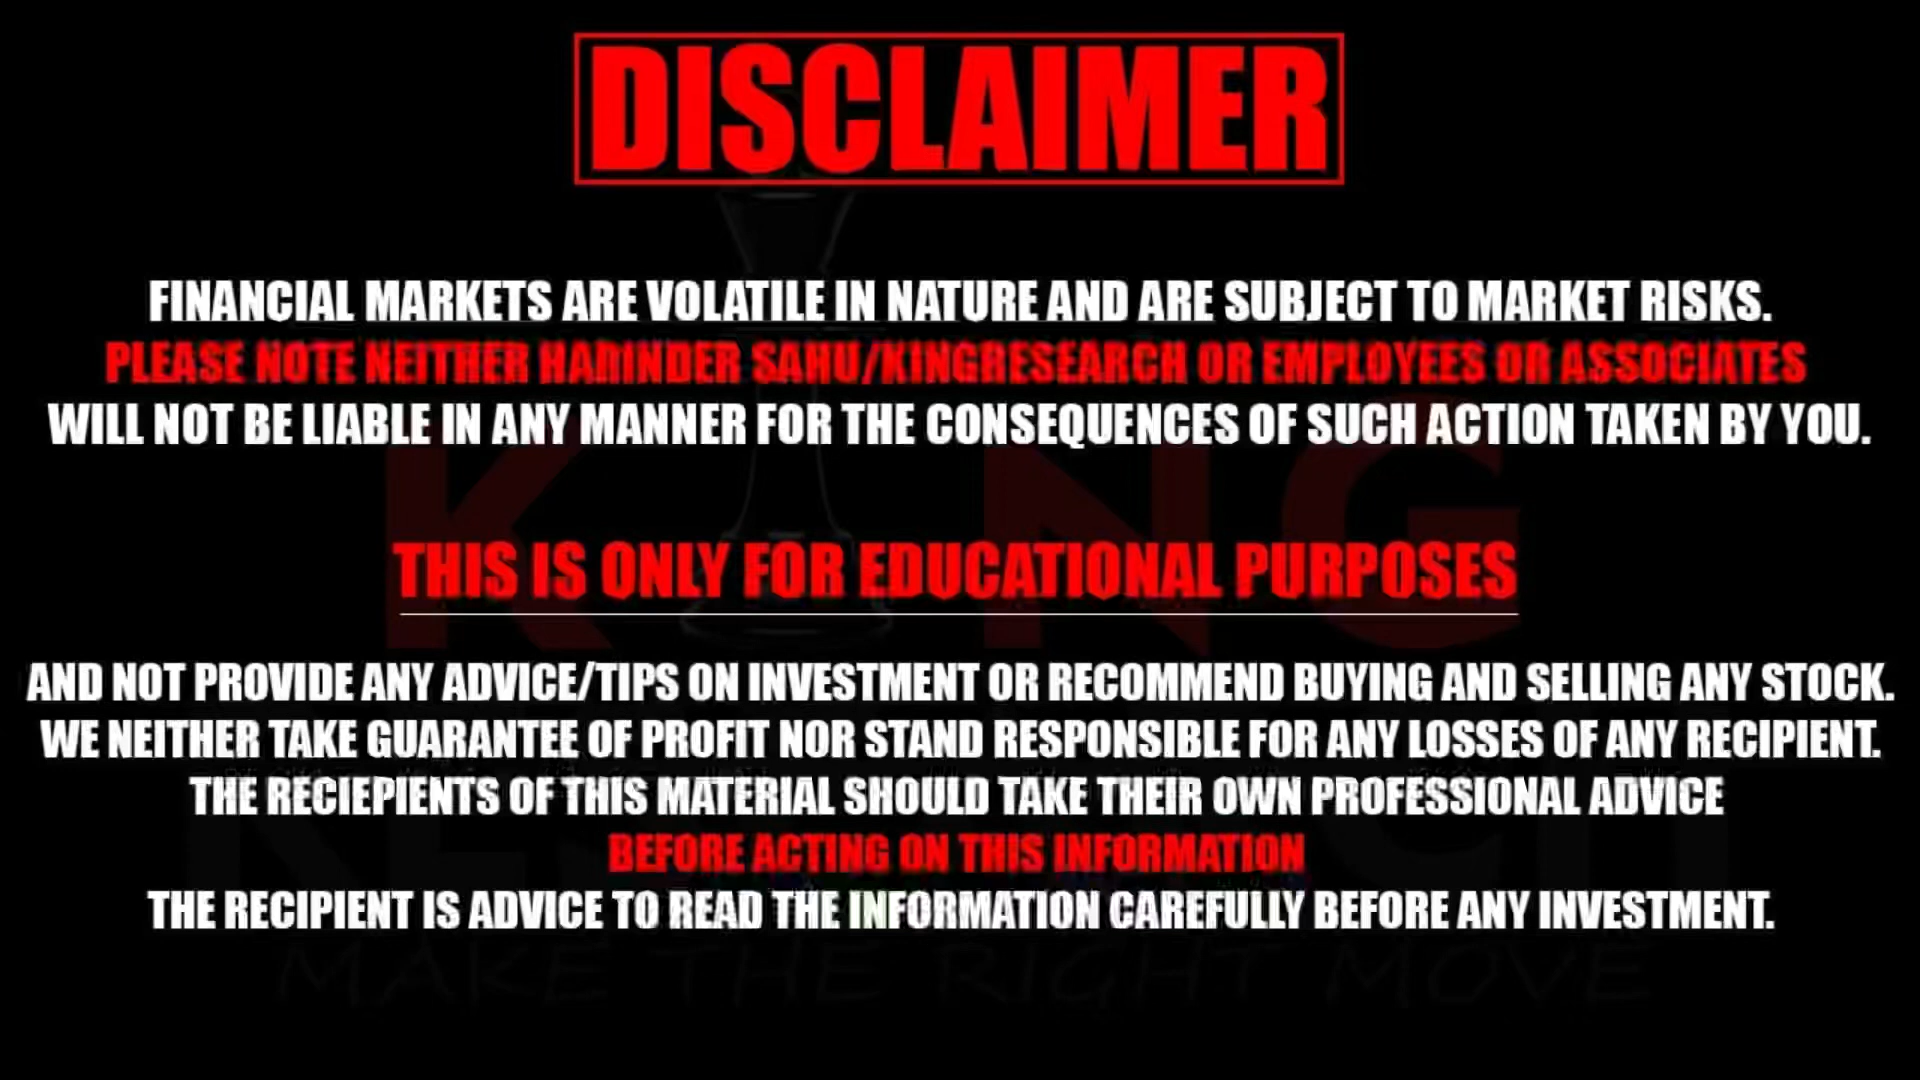 DISCLAIMER
FINANCIAL MARKETS ARE VOLATILE IN NATURE AND ARE SUBJECT TO MARKET RISKS.
PLEASE NOTE NEITHER HARINDER SAHU/KINGRESEARCH OR EMPLOYEES OR ASSOCIATES
WILL NOT BE LIABLE IN ANY MANNER FOR THE CONSEQUENCES OF SUCH ACTION TAKEN BY YOU.
K NG
THIS IS ONLY FOR EDUCATIONAL PURPOSES
AND NOT PROVIDE ANY ADVICE/TIPS ON INVESTMENT OR RECOMMEND BUYING AND SELLING ANY STOCK.
WE NEITHER TAKE GUARANTEE OF PROFIT NOR STAND RESPONSIBLE FOR ANY LOSSES OF ANY RECIPIENT.
THE RECIEPIENTS OF THIS MATERIAL SHOULD TAKE THEIR OWN PROFESSIONAL ADVICE
BEFORE ACTING ON THIS INFORMATION
THE RECIPIENT IS ADVICE TO READ THE INFORMATION CAREFULLY BEFORE ANY INVESTMENT.
MAKE THE RIGHT MOVE